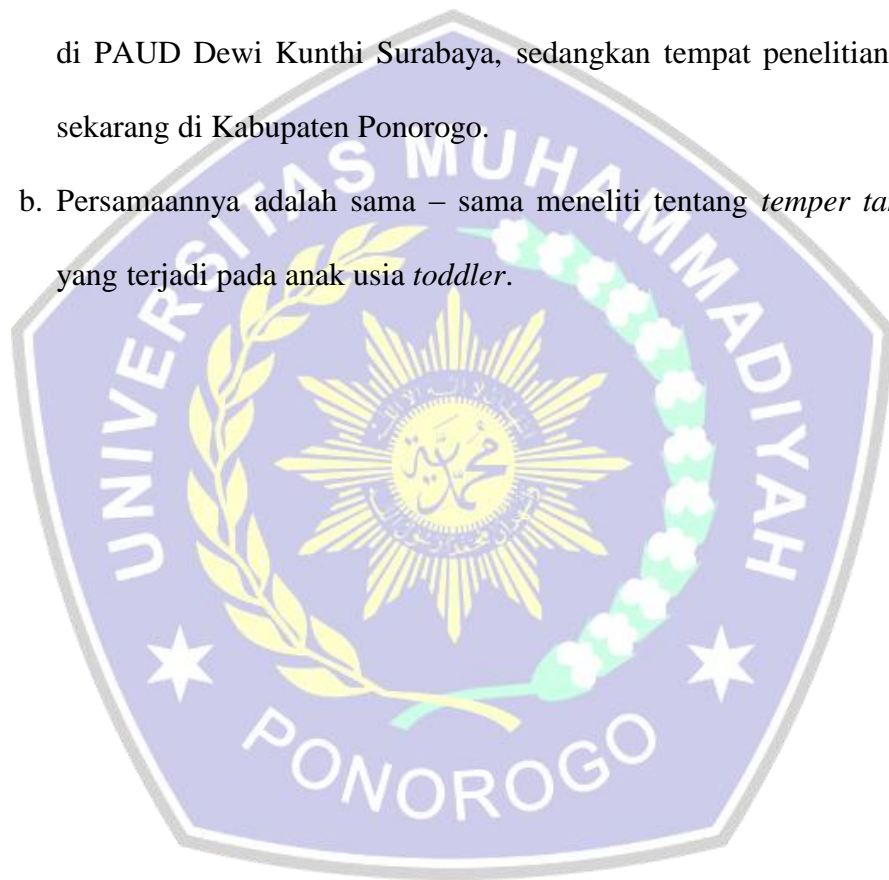 di PAUD Dewi Kunthi Surabaya, sedangkan tempat penelitian
sekarang di Kabupaten Ponorogo.
b. Persamaannya adalah sama – sama meneliti tentang temper
yang terjadi pada anak usia toddler.
UNIVERSITAS MUHAMMADIYAH
محمدية
PONOROGO